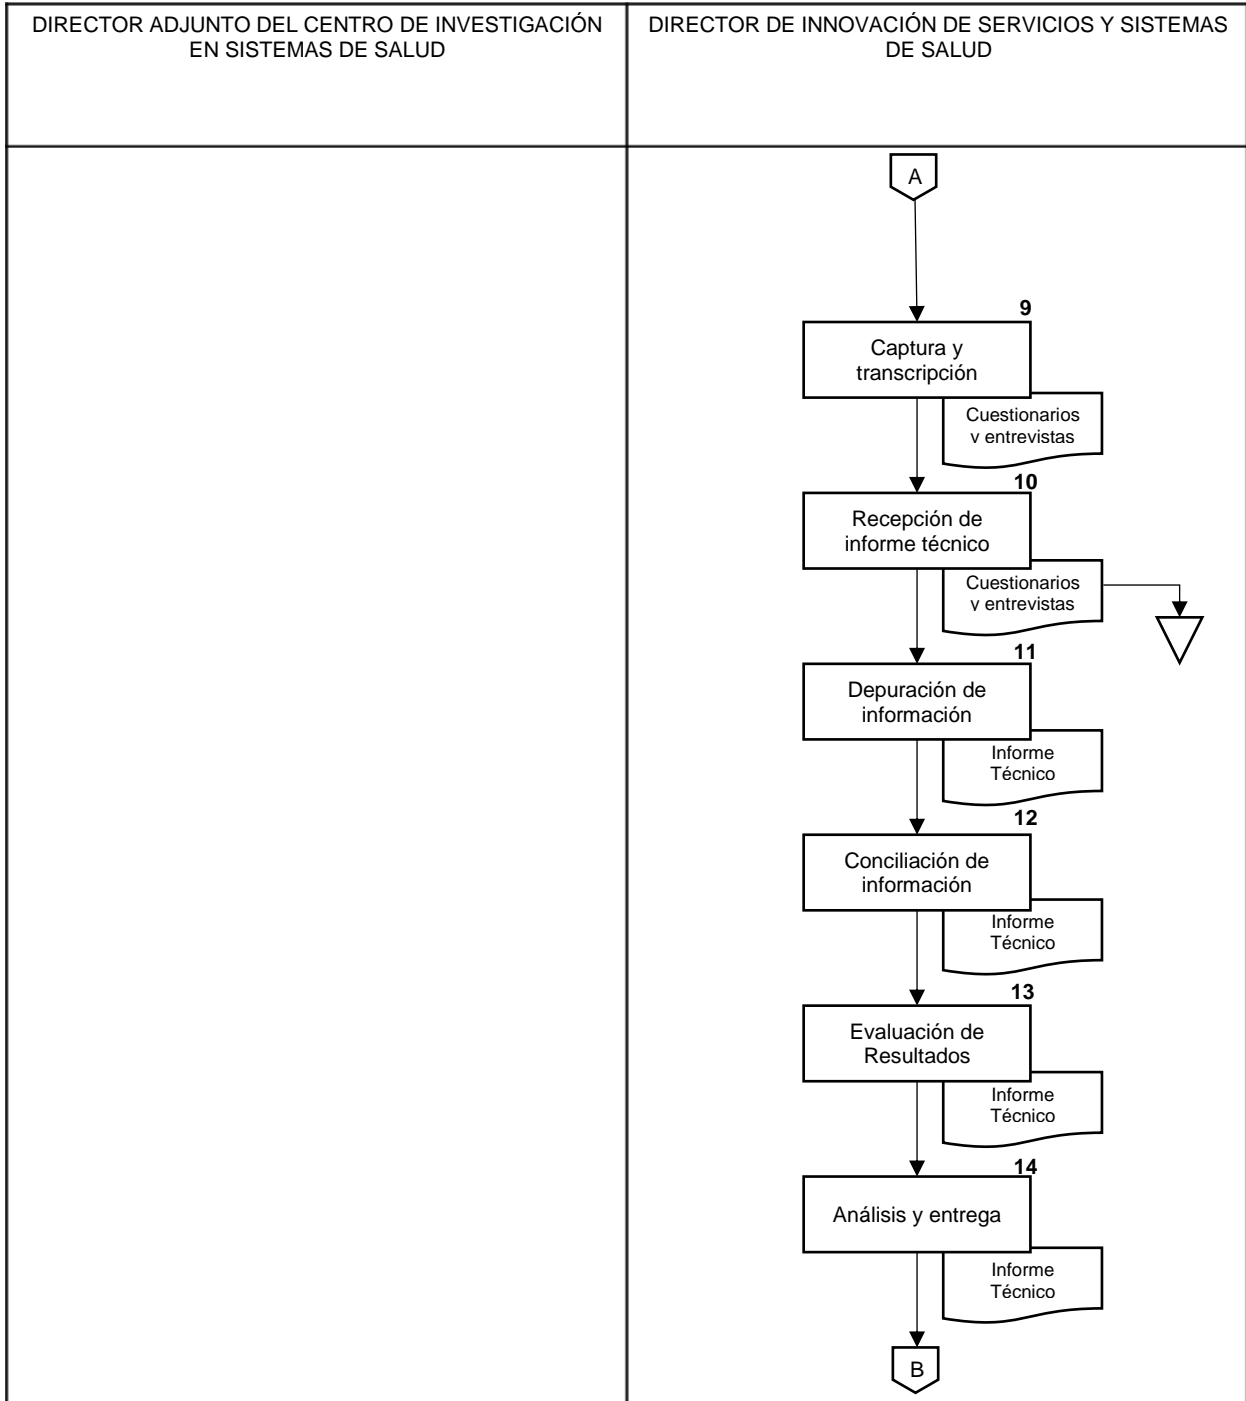 DIRECTOR ADJUNTO DEL CENTRO DE INVESTIGACIÓN
EN SISTEMAS DE SALUD
DIRECTOR DE INNOVACIÓN DE SERVICIOS Y SISTEMAS
DE SALUD
A
9
Captura y
transcripción
Cuestionarios
y entrevistas
10
Recepción de
informe técnico
Cuestionarios
y entrevistas
11
Depuración de
información
Informe
Técnico
12
Conciliación de
información
Informe
Técnico
13
Evaluación de
Resultados
Informe
Técnico
14
Análisis y entrega
Informe
Técnico
B